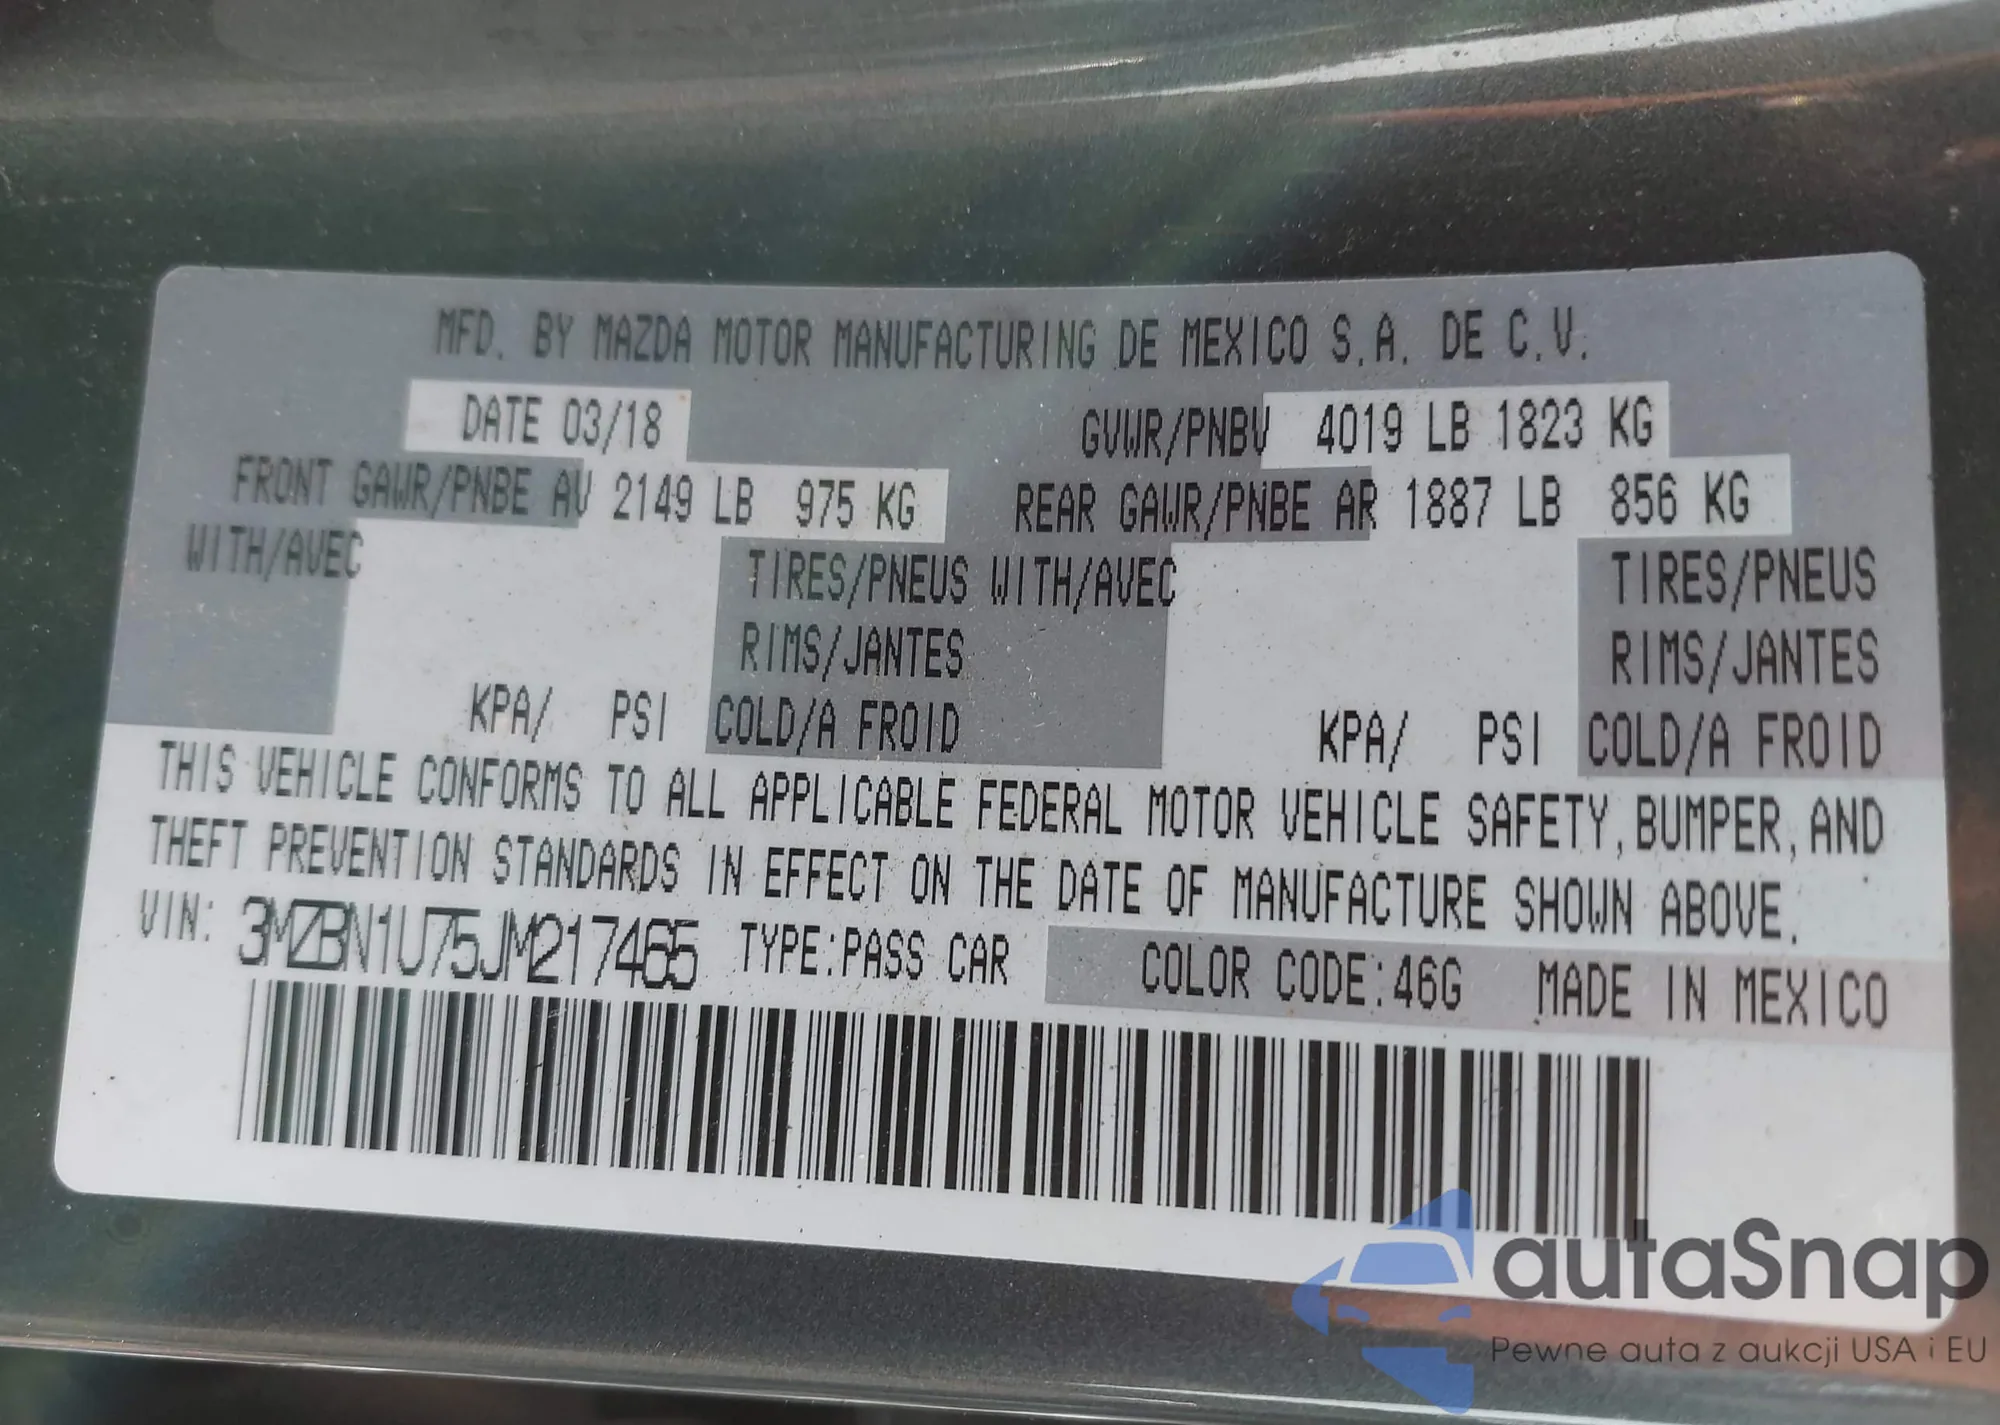 MFD. BY MAZDA MOTOR MANUFACTURING DE MEXICO S.A. DE C.V.
DATE 03/18 GVWR/PNBV 4019 LB 1823 KG
FRONT GAWR/PNBE AV 2149 LB 975 KG REAR GAWR/PNBE AR 1887 LB 856 KG
WITH/AVEC TIRES/PNEUS WITH/AVEC TIRES/PNEUS
RIMS/JANTES RIMS/JANTES
KPA/ PSI COLD/A FROID KPA/ PSI COLD/A FROID
THIS VEHICLE CONFORMS TO ALL APPLICABLE FEDERAL MOTOR VEHICLE SAFETY, BUMPER, AND
THEFT PREVENTION STANDARDS IN EFFECT ON THE DATE OF MANUFACTURE SHOWN ABOVE.
VIN: 3MZBN1U75JM217465 TYPE:PASS CAR COLOR CODE:46G MADE IN MEXICO
autaSnap
Pewne auta z aukcji USA i EU